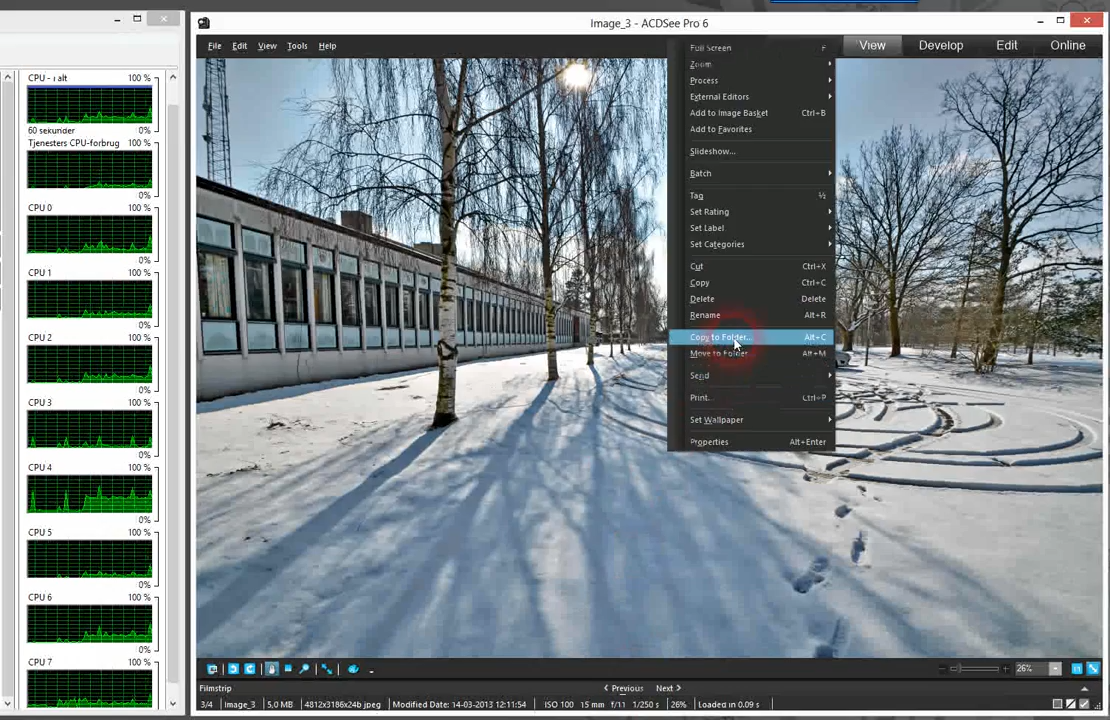 Image_3 - ACDSee Pro 6
File Edit View Tools Help
View Develop Edit Online
CPU - i alt 100 %
60 sekunder 0%
Tjenesters CPU-forbrug 100 %
0%
CPU 0 100 %
0%
CPU 1 100 %
0%
CPU 2 100 %
0%
CPU 3 100 %
0%
CPU 4 100 %
0%
CPU 5 100 %
0%
CPU 6 100 %
0%
CPU 7 100 %
0%
Full Screen F
Zoom
Process
External Editors
Add to Image Basket Ctrl+B
Add to Favorites
Slideshow...
Batch
Tag
Set Rating
Set Label
Set Categories
Cut Ctrl+X
Copy Ctrl+C
Delete Delete
Rename Alt+R
Copy to Folder... Alt+C
Move to Folder... Alt+M
Send
Print... Ctrl+P
Set Wallpaper
Properties Alt+Enter
26%
Filmstrip Previous Next
3/4 Image_3 5,0 MB 4812x3186x24b jpeg Modified Date: 14-03-2013 12:11:54 ISO 100 15 mm f/11 1/250 s 26% Loaded in 0.09 s